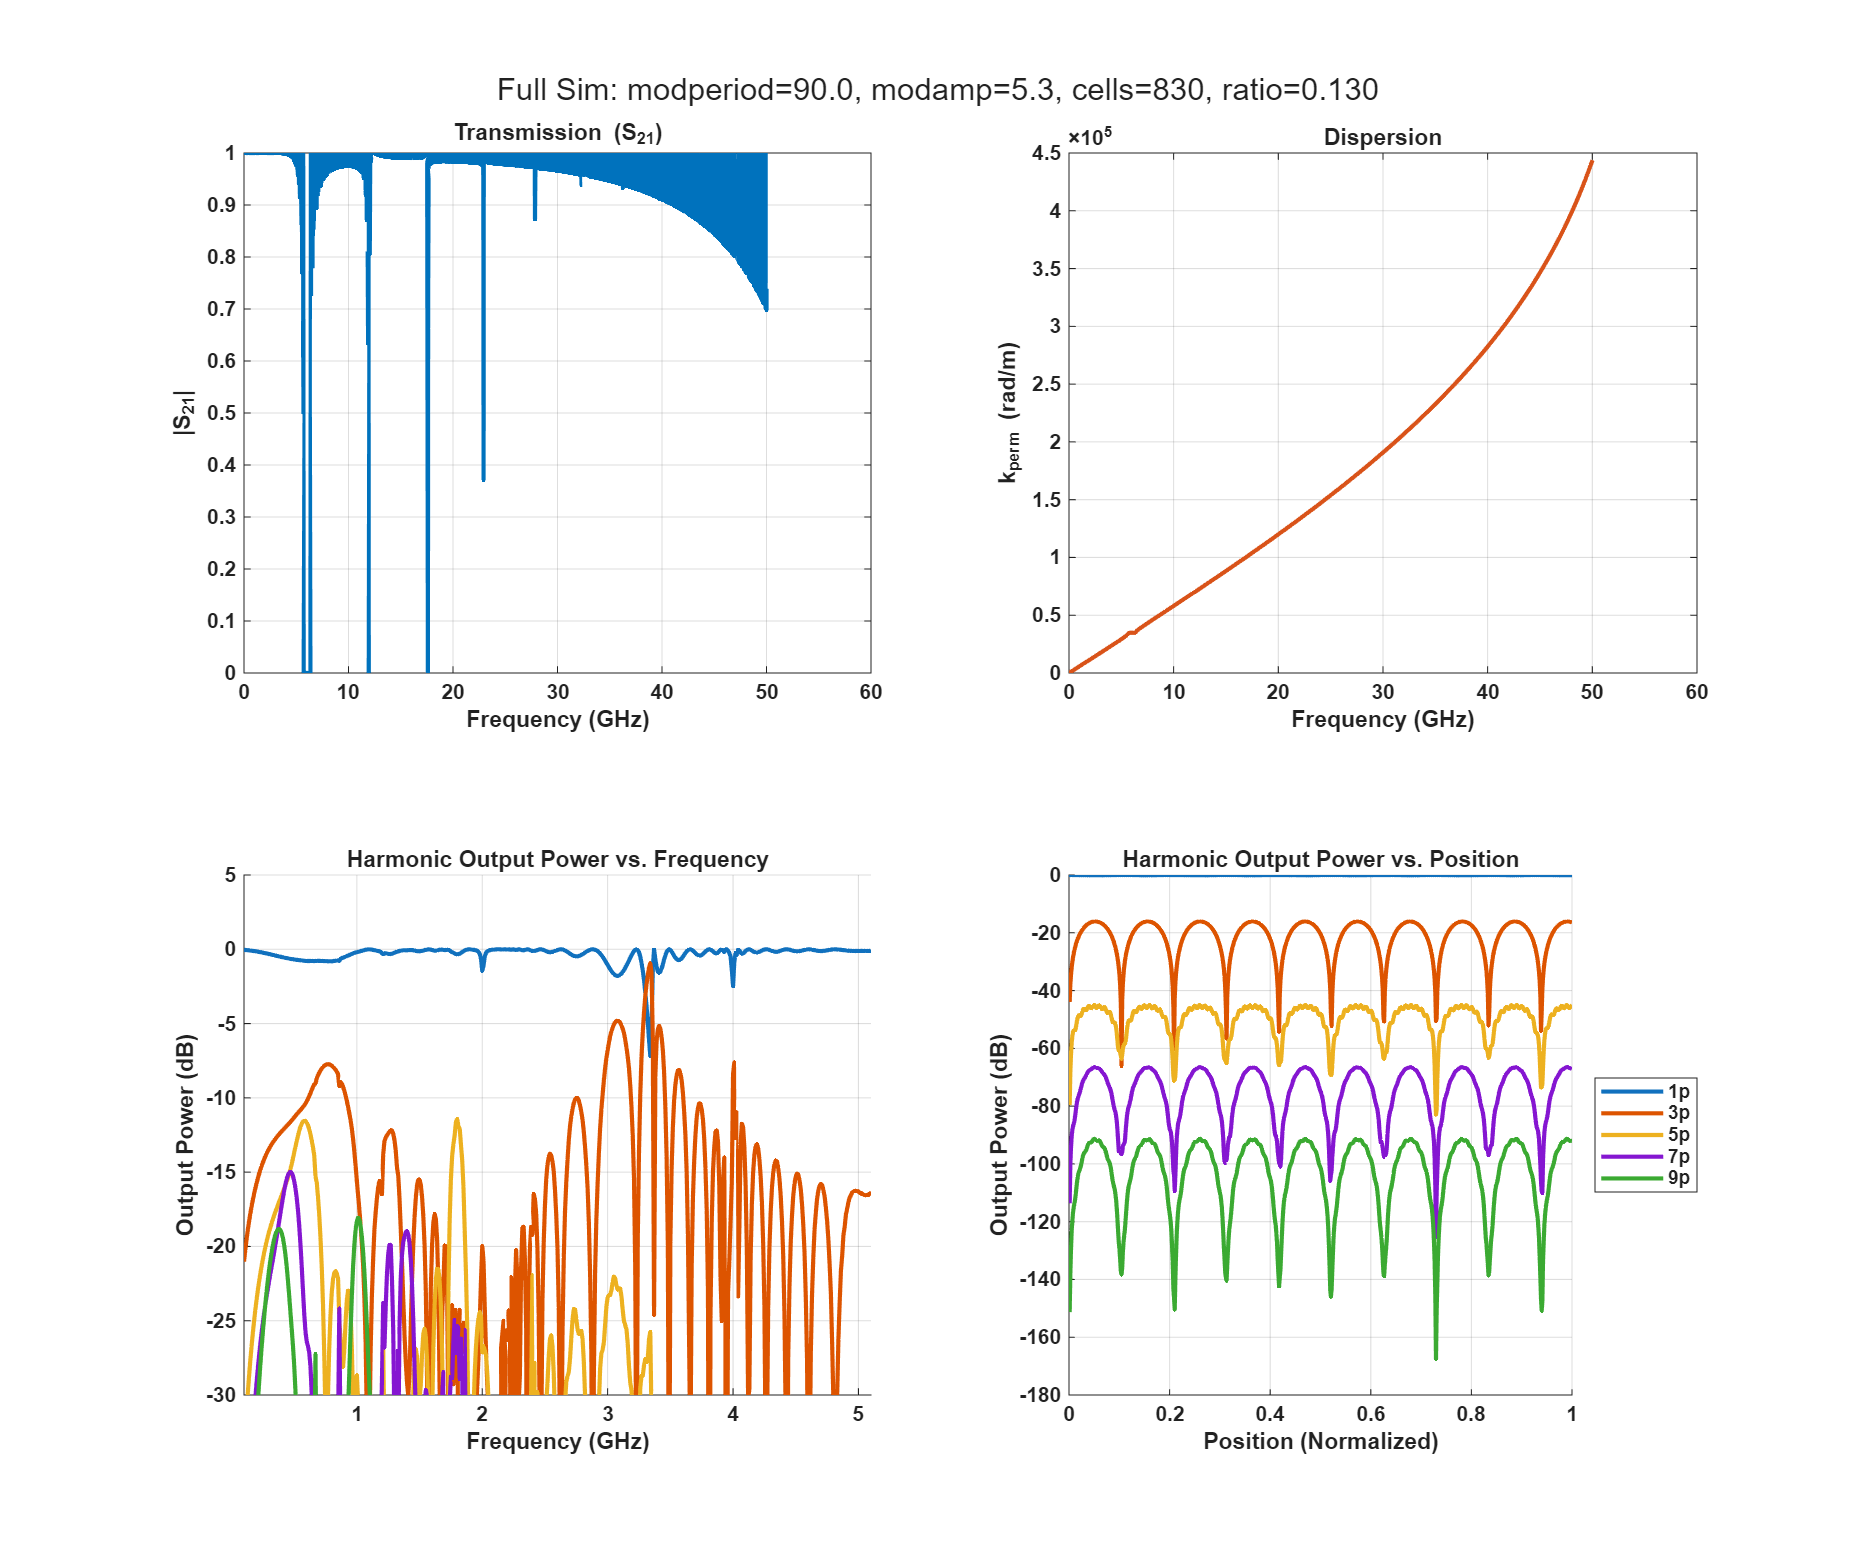 Full Sim: modperiod=90.0, modamp=5.3, cells=830, ratio=0.130
Transmission (S21)
1
0.9
0.8
0.7
0.6
0.5
0.4
0.3
0.2
0.1
0
|S21|
0 10 20 30 40 50 60
Frequency (GHz)
×10^5
Dispersion
4.5
4
3.5
3
2.5
2
1.5
1
0.5
0
kperm (rad/m)
0 10 20 30 40 50 60
Frequency (GHz)
Harmonic Output Power vs. Frequency
5
0
-5
-10
-15
-20
-25
-30
Output Power (dB)
1 2 3 4 5
Frequency (GHz)
Harmonic Output Power vs. Position
0
-20
-40
-60
-80
-100
-120
-140
-160
-180
Output Power (dB)
0 0.2 0.4 0.6 0.8 1
Position (Normalized)
1p
3p
5p
7p
9p